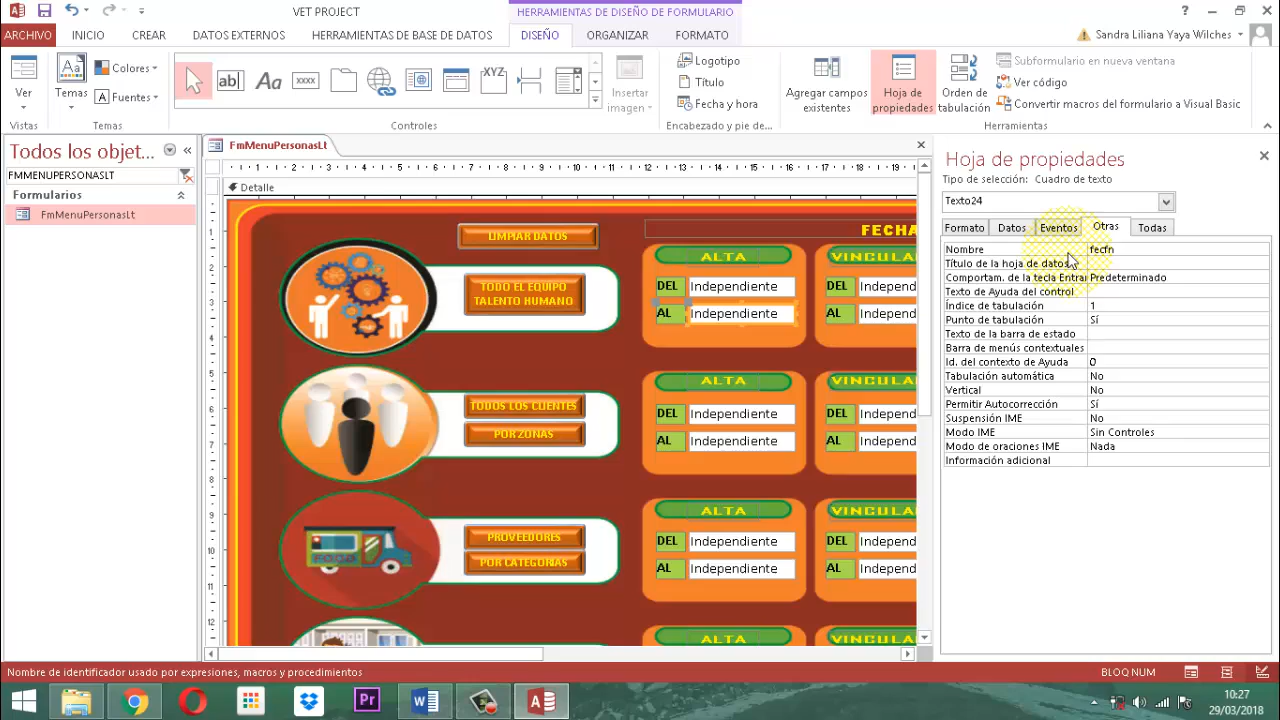 VET PROJECT
HERRAMIENTAS DE DISEÑO DE FORMULARIO
ARCHIVO
INICIO
CREAR
DATOS EXTERNOS
HERRAMIENTAS DE BASE DE DATOS
DISEÑO
ORGANIZAR
FORMATO
Sandra Liliana Yaya Wilches
Ver
Temas
Colores
Fuentes
Insertar imagen
Logotipo
Título
Fecha y hora
Agregar campos existentes
Hoja de propiedades
Orden de tabulación
Subformulario en nueva ventana
Ver código
Convertir macros del formulario a Visual Basic
Vistas
Temas
Controles
Encabezado y pie de...
Herramientas
Todos los objet...
FMMENUPERSONASLT
Formularios
FmMenuPersonasLt
FmMenuPersonasLt
Detalle
LIMPIAR DATOS
FECHA
TODO EL EQUIPO
TALENTO HUMANO
ALTA
VINCULA
DEL Independiente
DEL Independ
AL Independiente
AL Independ
TODOS LOS CLIENTES
POR ZONAS
ALTA
VINCULA
DEL Independiente
DEL Independ
AL Independiente
AL Independ
PROVEEDORES
POR CATEGORIAS
ALTA
VINCULA
DEL Independiente
DEL Independ
AL Independiente
AL Independ
ALTA
VINCULA
Hoja de propiedades
Tipo de selección: Cuadro de texto
Texto24
Formato
Datos
Eventos
Otras
Todas
Nombre fecfn
Título de la hoja de datos
Comportam. de la tecla Entrar Predeterminado
Texto de Ayuda del control
Índice de tabulación 1
Punto de tabulación Sí
Texto de la barra de estado
Barra de menús contextuales
Id. del contexto de Ayuda 0
Tabulación automática No
Vertical No
Permitir Autocorrección Sí
Suspensión IME No
Modo IME Sin Controles
Modo de oraciones IME Nada
Información adicional
Nombre de identificador usado por expresiones, macros y procedimientos
BLOQ NUM
10:27
29/03/2018